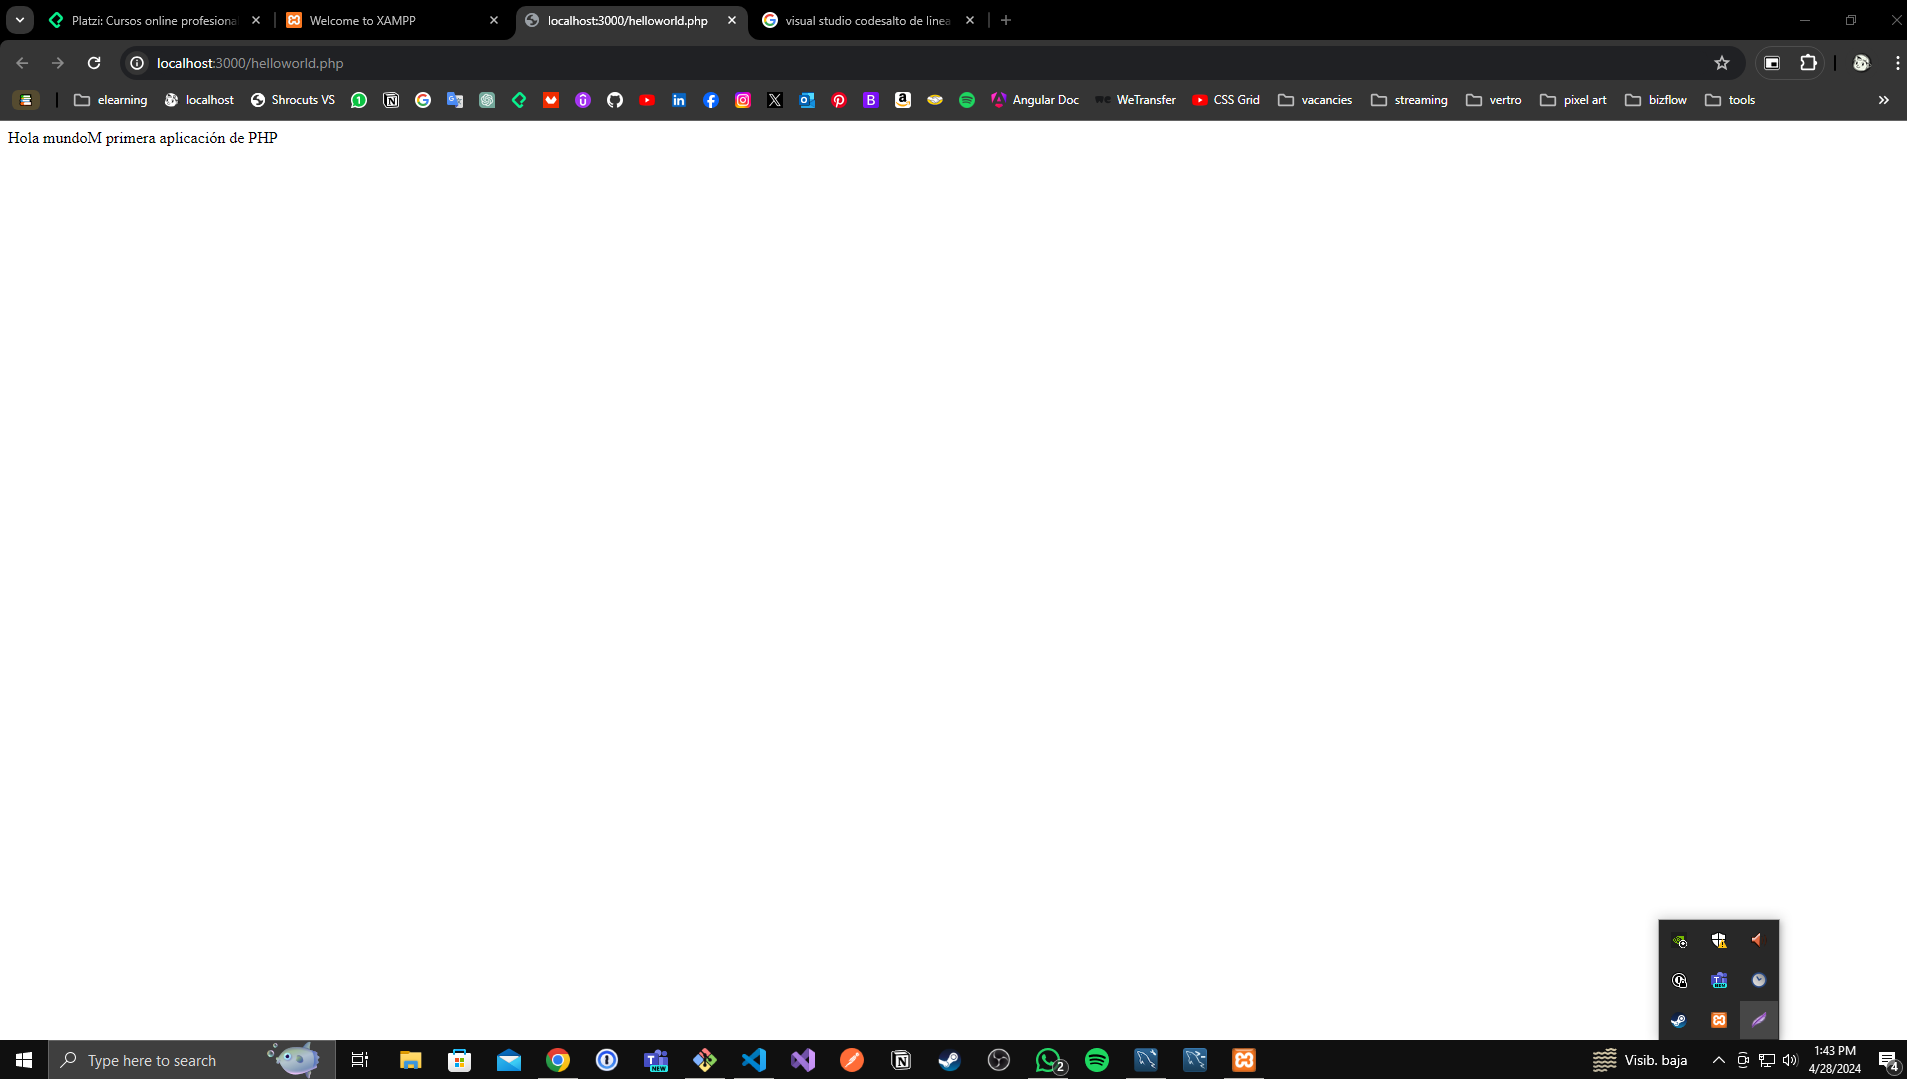 Platzi: Cursos online profesiona
Welcome to XAMPP
localhost:3000/helloworld.php
visual studio codesalto de linea
localhost:3000/helloworld.php
elearning
localhost
Shrocuts VS
Angular Doc
WeTransfer
CSS Grid
vacancies
streaming
vertro
pixel art
bizflow
tools
Hola mundoM primera aplicación de PHP
Type here to search
NEW
2
Visib. baja
1:43 PM
4/28/2024
4